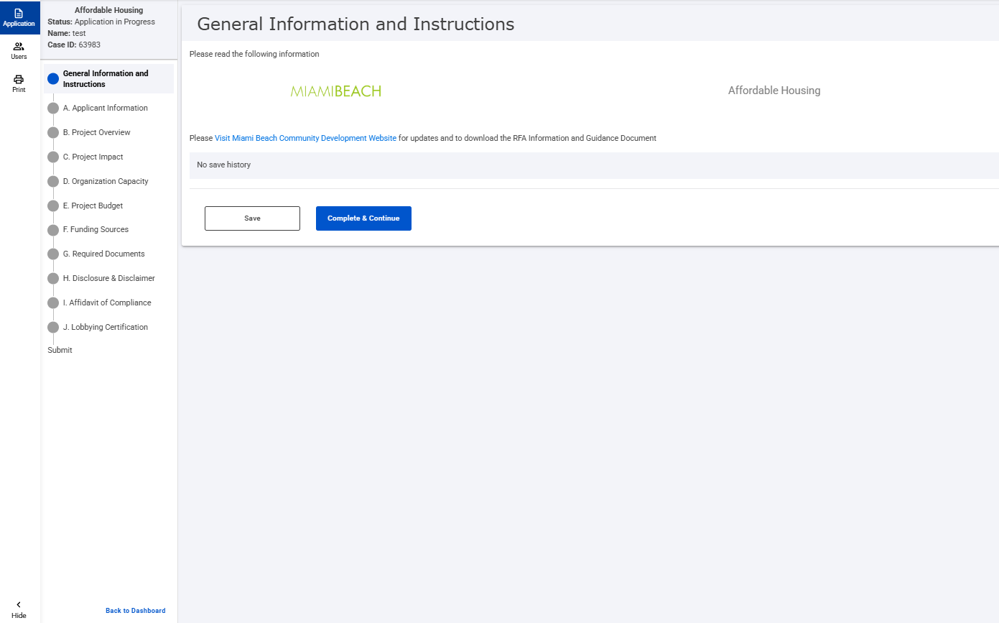 Application
Users
Print
Hide
Affordable Housing
Status: Application in Progress
Name: test
Case ID: 63983
General Information and
Instructions
A. Applicant Information
B. Project Overview
C. Project Impact
D. Organization Capacity
E. Project Budget
F. Funding Sources
G. Required Documents
H. Disclosure & Disclaimer
I. Affidavit of Compliance
J. Lobbying Certification
Submit
Back to Dashboard
General Information and Instructions
Please read the following information
MIAMIBEACH
Affordable Housing
Please Visit Miami Beach Community Development Website for updates and to download the RFA Information and Guidance Document
No save history
Save
Complete & Continue